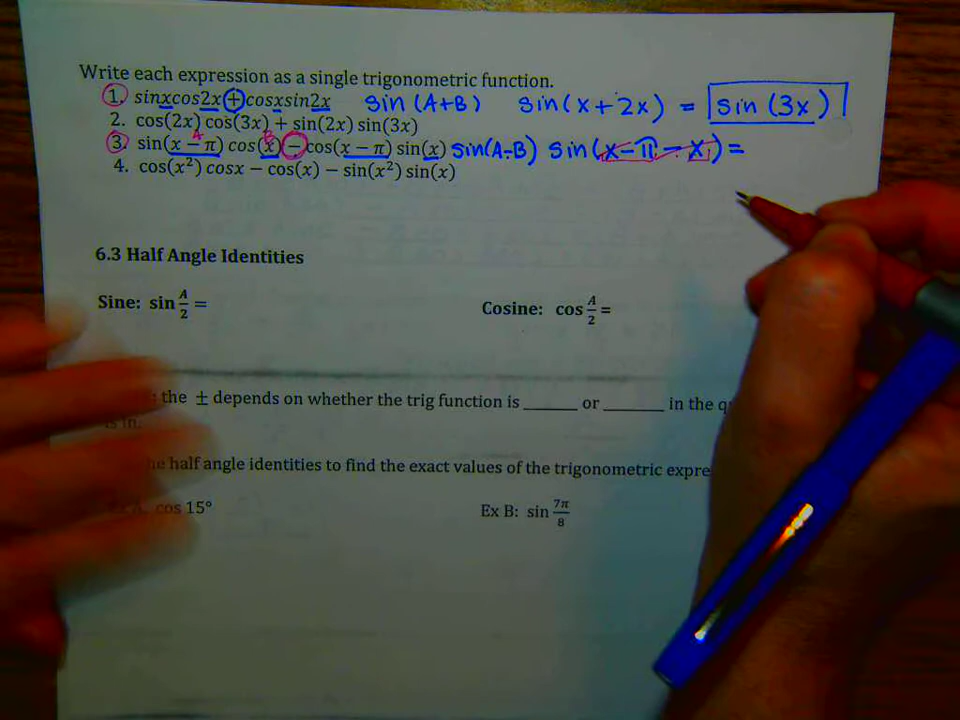 Write each expression as a single trigonometric function.
1. sinxcos2x + cosxsin2x sin(A+B) sin(x+2x) = sin(3x)
2. cos(2x) cos(3x) + sin(2x) sin(3x)
A B
3. sin(x − π) cos(x) − cos(x − π) sin(x) sin(A-B) sin(x-π-x) =
4. cos(x²) cosx − cos(x) − sin(x²) sin(x)
6.3 Half Angle Identities
Sine: sin A/2 = Cosine: cos A/2 =
the ± depends on whether the trig function is ______ or ______ in the
is in.
half angle identities to find the exact values of the trigonometric
cos 15° Ex B: sin 7π/8